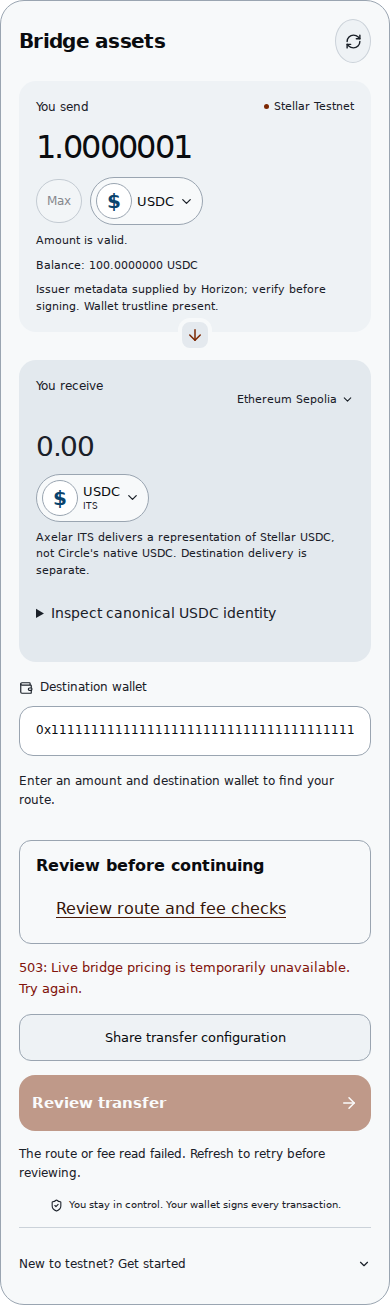 Bridge assets
You send
Stellar Testnet
1.0000001
Max
$ USDC
Amount is valid.
Balance: 100.0000000 USDC
Issuer metadata supplied by Horizon; verify before
signing. Wallet trustline present.
You receive
Ethereum Sepolia
0.00
$ USDC
ITS
Axelar ITS delivers a representation of Stellar USDC,
not Circle's native USDC. Destination delivery is
separate.
Inspect canonical USDC identity
Destination wallet
0x1111111111111111111111111111111111111111
Enter an amount and destination wallet to find your
route.
Review before continuing
Review route and fee checks
503: Live bridge pricing is temporarily unavailable.
Try again.
Share transfer configuration
Review transfer
The route or fee read failed. Refresh to retry before
reviewing.
You stay in control. Your wallet signs every transaction.
New to testnet? Get started